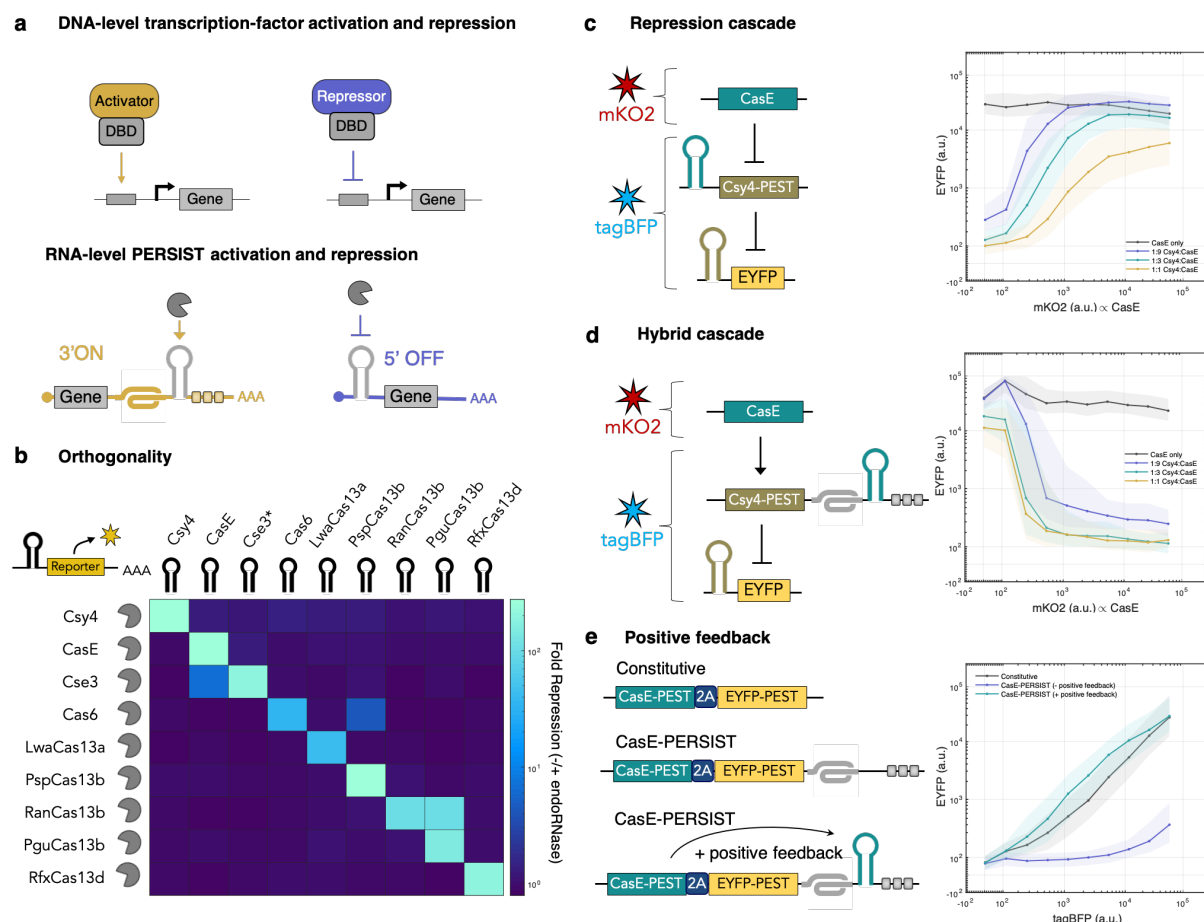 a DNA-level transcription-factor activation and repression
Activator
DBD
Gene
Repressor
DBD
Gene
RNA-level PERSIST activation and repression
3'ON
Gene
AAA
5' OFF
Gene
AAA
b Orthogonality
Reporter
AAA
Csy4
CasE
Cse3*
Cas6
LwaCas13a
PspCas13b
RanCas13b
PguCas13b
RfxCas13d
Csy4
CasE
Cse3
Cas6
LwaCas13a
PspCas13b
RanCas13b
PguCas13b
RfxCas13d
10²
10¹
10⁰
Fold Repression (-/+ endoRNase)
c Repression cascade
mKO2
CasE
tagBFP
Csy4-PEST
EYFP
EYFP (a.u.)
10⁵
10⁴
10³
10²
-10²
CasE only
1:9 Csy4:CasE
1:3 Csy4:CasE
1:1 Csy4:CasE
-10² 10² 10³ 10⁴ 10⁵
mKO2 (a.u.) ∝ CasE
d Hybrid cascade
mKO2
CasE
tagBFP
Csy4-PEST
EYFP
EYFP (a.u.)
10⁵
10⁴
10³
10²
-10²
CasE only
1:9 Csy4:CasE
1:3 Csy4:CasE
1:1 Csy4:CasE
-10² 10² 10³ 10⁴ 10⁵
mKO2 (a.u.) ∝ CasE
e Positive feedback
Constitutive
CasE-PEST 2A EYFP-PEST
CasE-PERSIST
CasE-PEST 2A EYFP-PEST
CasE-PERSIST
+ positive feedback
CasE-PEST 2A EYFP-PEST
EYFP (a.u.)
10⁵
10⁴
10³
10²
-10²
Constitutive
CasE-PERSIST (- positive feedback)
CasE-PERSIST (+ positive feedback)
-10² 10² 10³ 10⁴ 10⁵
tagBFP (a.u.)